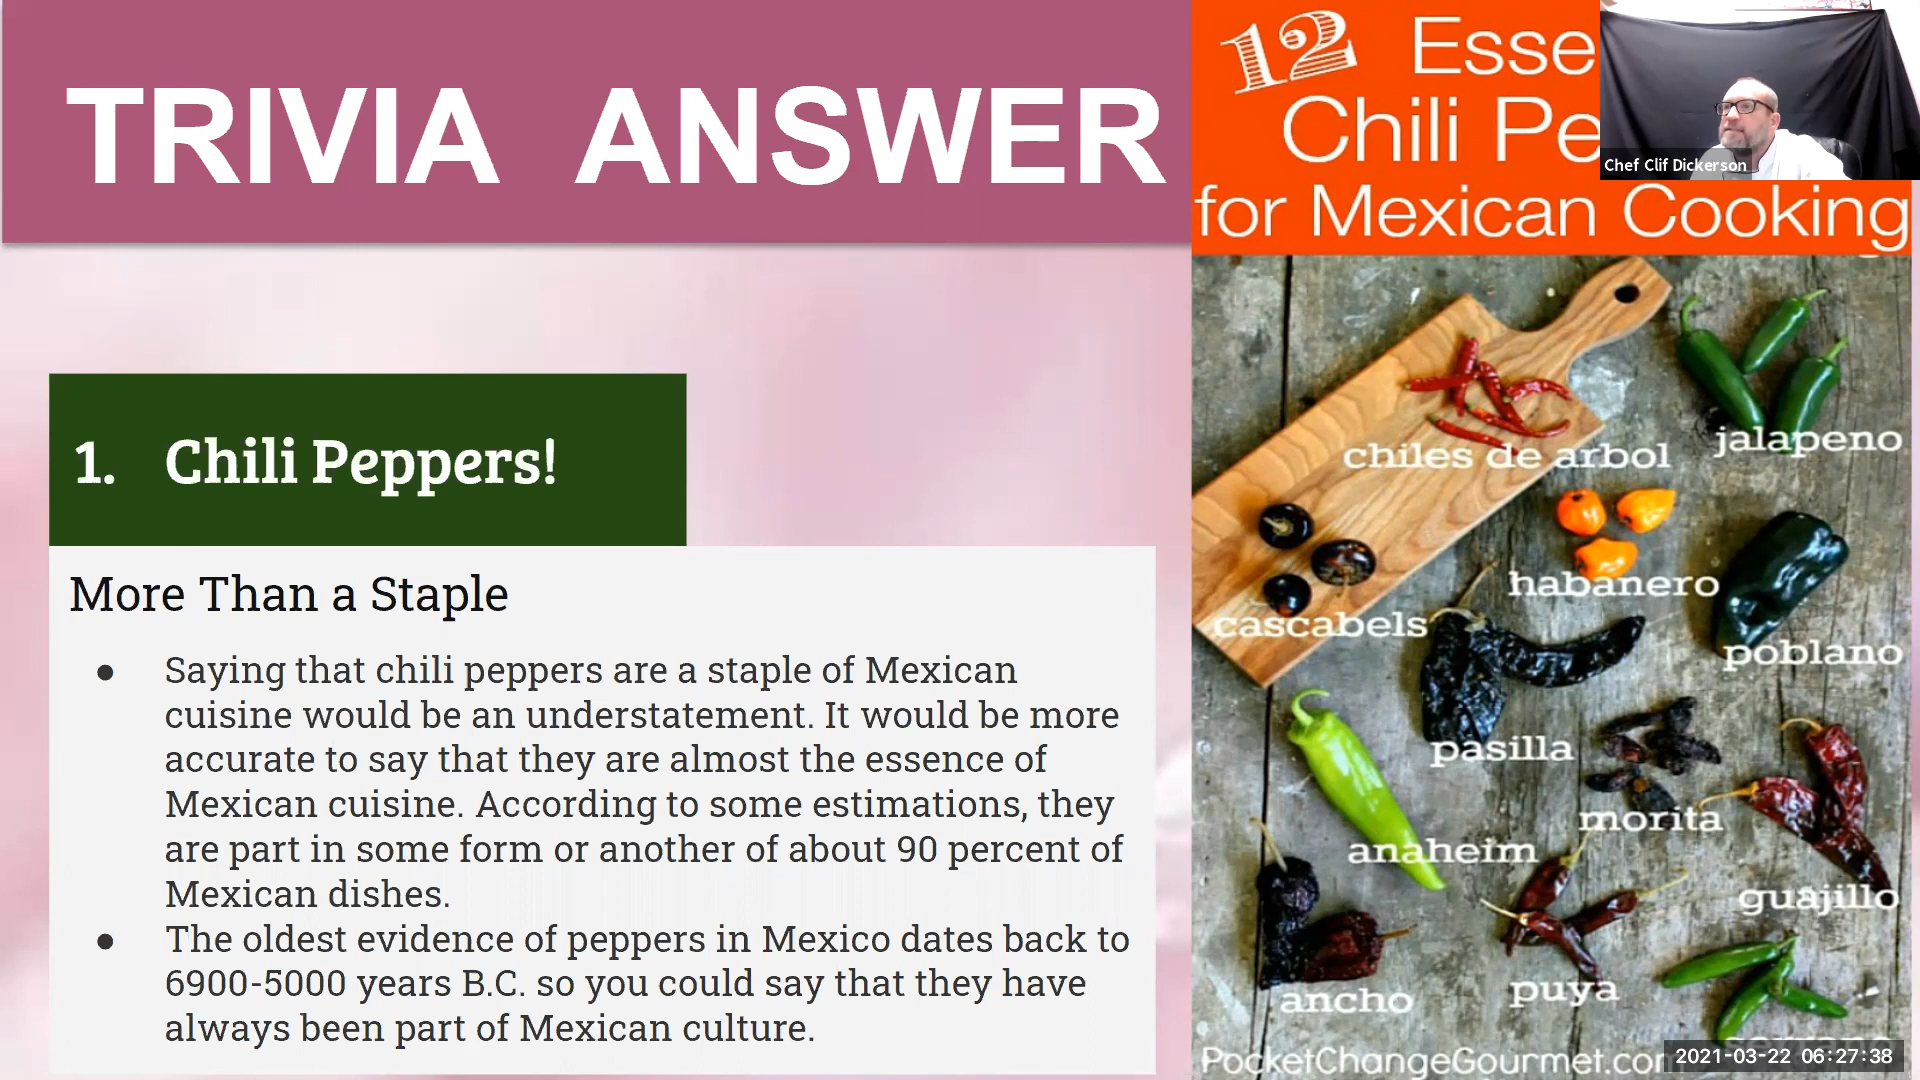 TRIVIA ANSWER
1. Chili Peppers!
More Than a Staple
● Saying that chili peppers are a staple of Mexican
cuisine would be an understatement. It would be more
accurate to say that they are almost the essence of
Mexican cuisine. According to some estimations, they
are part in some form or another of about 90 percent of
Mexican dishes.
● The oldest evidence of peppers in Mexico dates back to
6900-5000 years B.C. so you could say that they have
always been part of Mexican culture.
12 Esse
Chili Pe
for Mexican Cooking
Chef Clif Dickerson
chiles de arbol
jalapeno
habanero
cascabels
poblano
pasilla
morita
anaheim
guajillo
puya
ancho
PocketChangeGourmet.co
2021-03-22 06:27:38